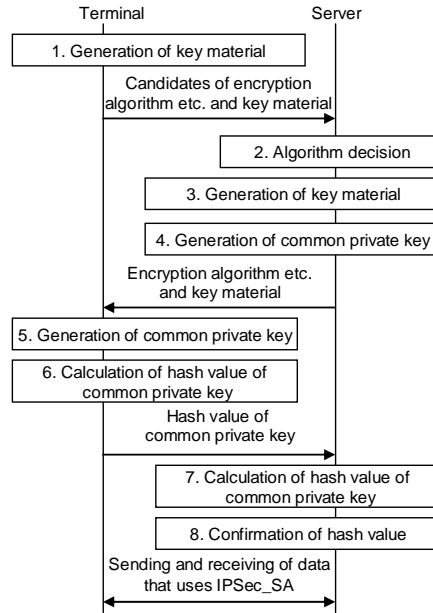 Terminal Server
1. Generation of key material
Candidates of encryption
algorithm etc. and key material
2. Algorithm decision
3. Generation of key material
4. Generation of common private key
Encryption algorithm etc.
and key material
5. Generation of common private key
6. Calculation of hash value of
common private key
Hash value of
common private key
7. Calculation of hash value of
common private key
8. Confirmation of hash value
Sending and receiving of data
that uses IPSec_SA